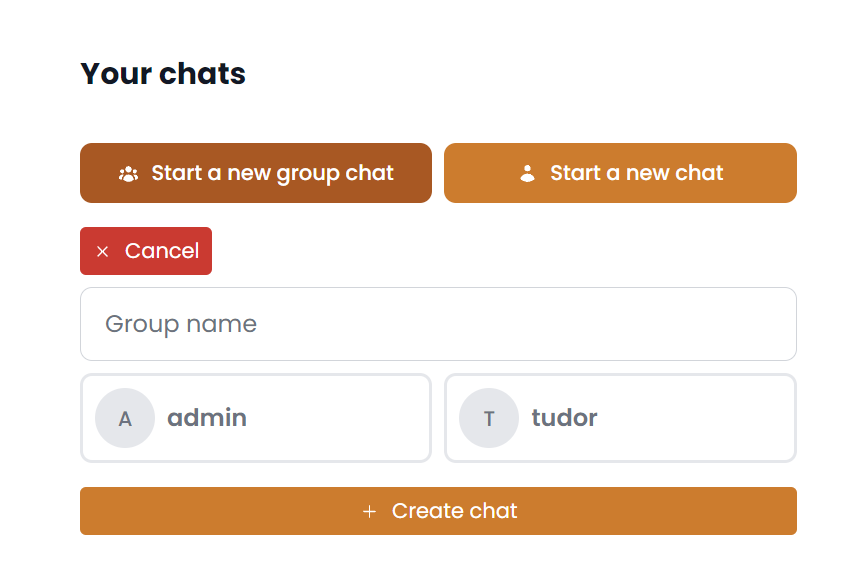 Your chats
Start a new group chat
Start a new chat
Cancel
Group name
A
admin
T
tudor
Create chat